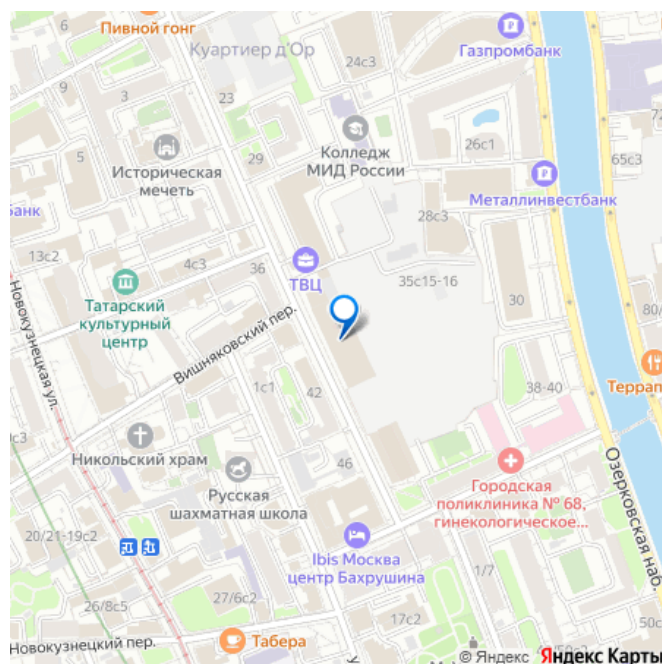 Пивной гонг
Куартиер д'Ор
Газпромбанк
24с3
9
3
23
Колледж
МИД России
26с1
65с3
5
Историческая
мечеть
29
Металлинвестбанк
Банк
28с3
13с2
4с3
36
ТВЦ
35с15-16
30
80/
Татарский
культурный
центр
Вишняковский пер.
Новокузнецкая ул.
1с1
42
38-40
Террап
с3
Никольский храм
46
Русская
шахматная школа
Городская
поликлиника № 68,
гинекологическое...
Озерковская наб.
20/21-19с2
Ibis Москва
центр Бахрушина
1/7
26/8с5
27/6с2
17с2
50с2
Новокузнецкий пер.
Табера
© Яндекс Яндекс Карты